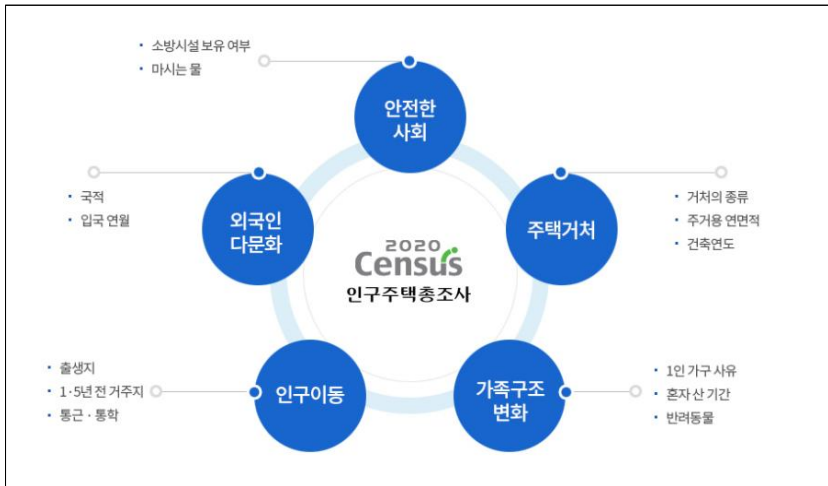 • 소방시설 보유 여부
• 마시는 물
안전한
사회
• 국적
• 입국 연월
외국인
다문화
주택거처
• 거처의 종류
• 주거용 연면적
• 건축연도
2020
Census
인구주택총조사
• 출생지
• 1·5년 전 거주지
• 통근 · 통학
인구이동
가족구조
변화
• 1인 가구 사유
• 혼자 산 기간
• 반려동물